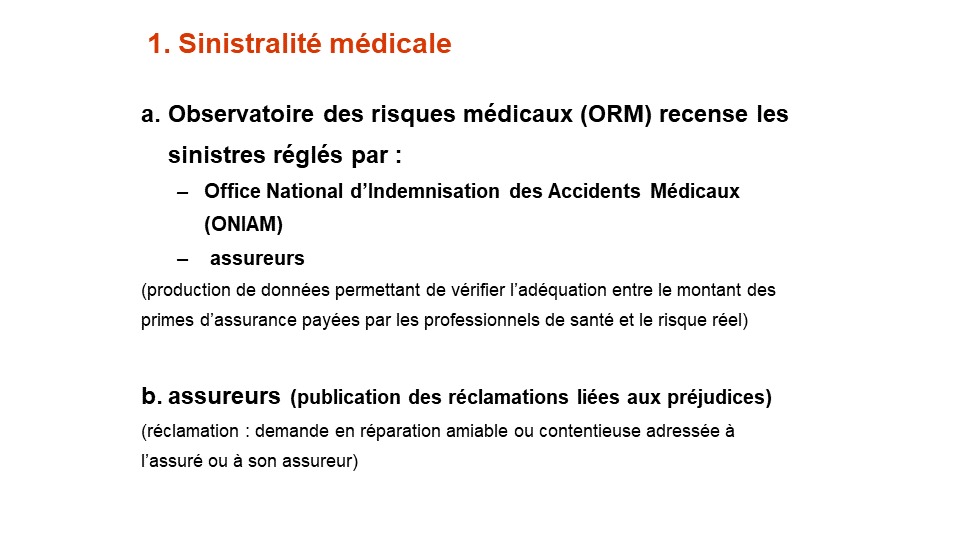 1. Sinistralité médicale
a. Observatoire des risques médicaux (ORM) recense les
sinistres réglés par :
– Office National d’Indemnisation des Accidents Médicaux
(ONIAM)
– assureurs
(production de données permettant de vérifier l’adéquation entre le montant des
primes d’assurance payées par les professionnels de santé et le risque réel)
b. assureurs (publication des réclamations liées aux préjudices)
(réclamation : demande en réparation amiable ou contentieuse adressée à
l’assuré ou à son assureur)